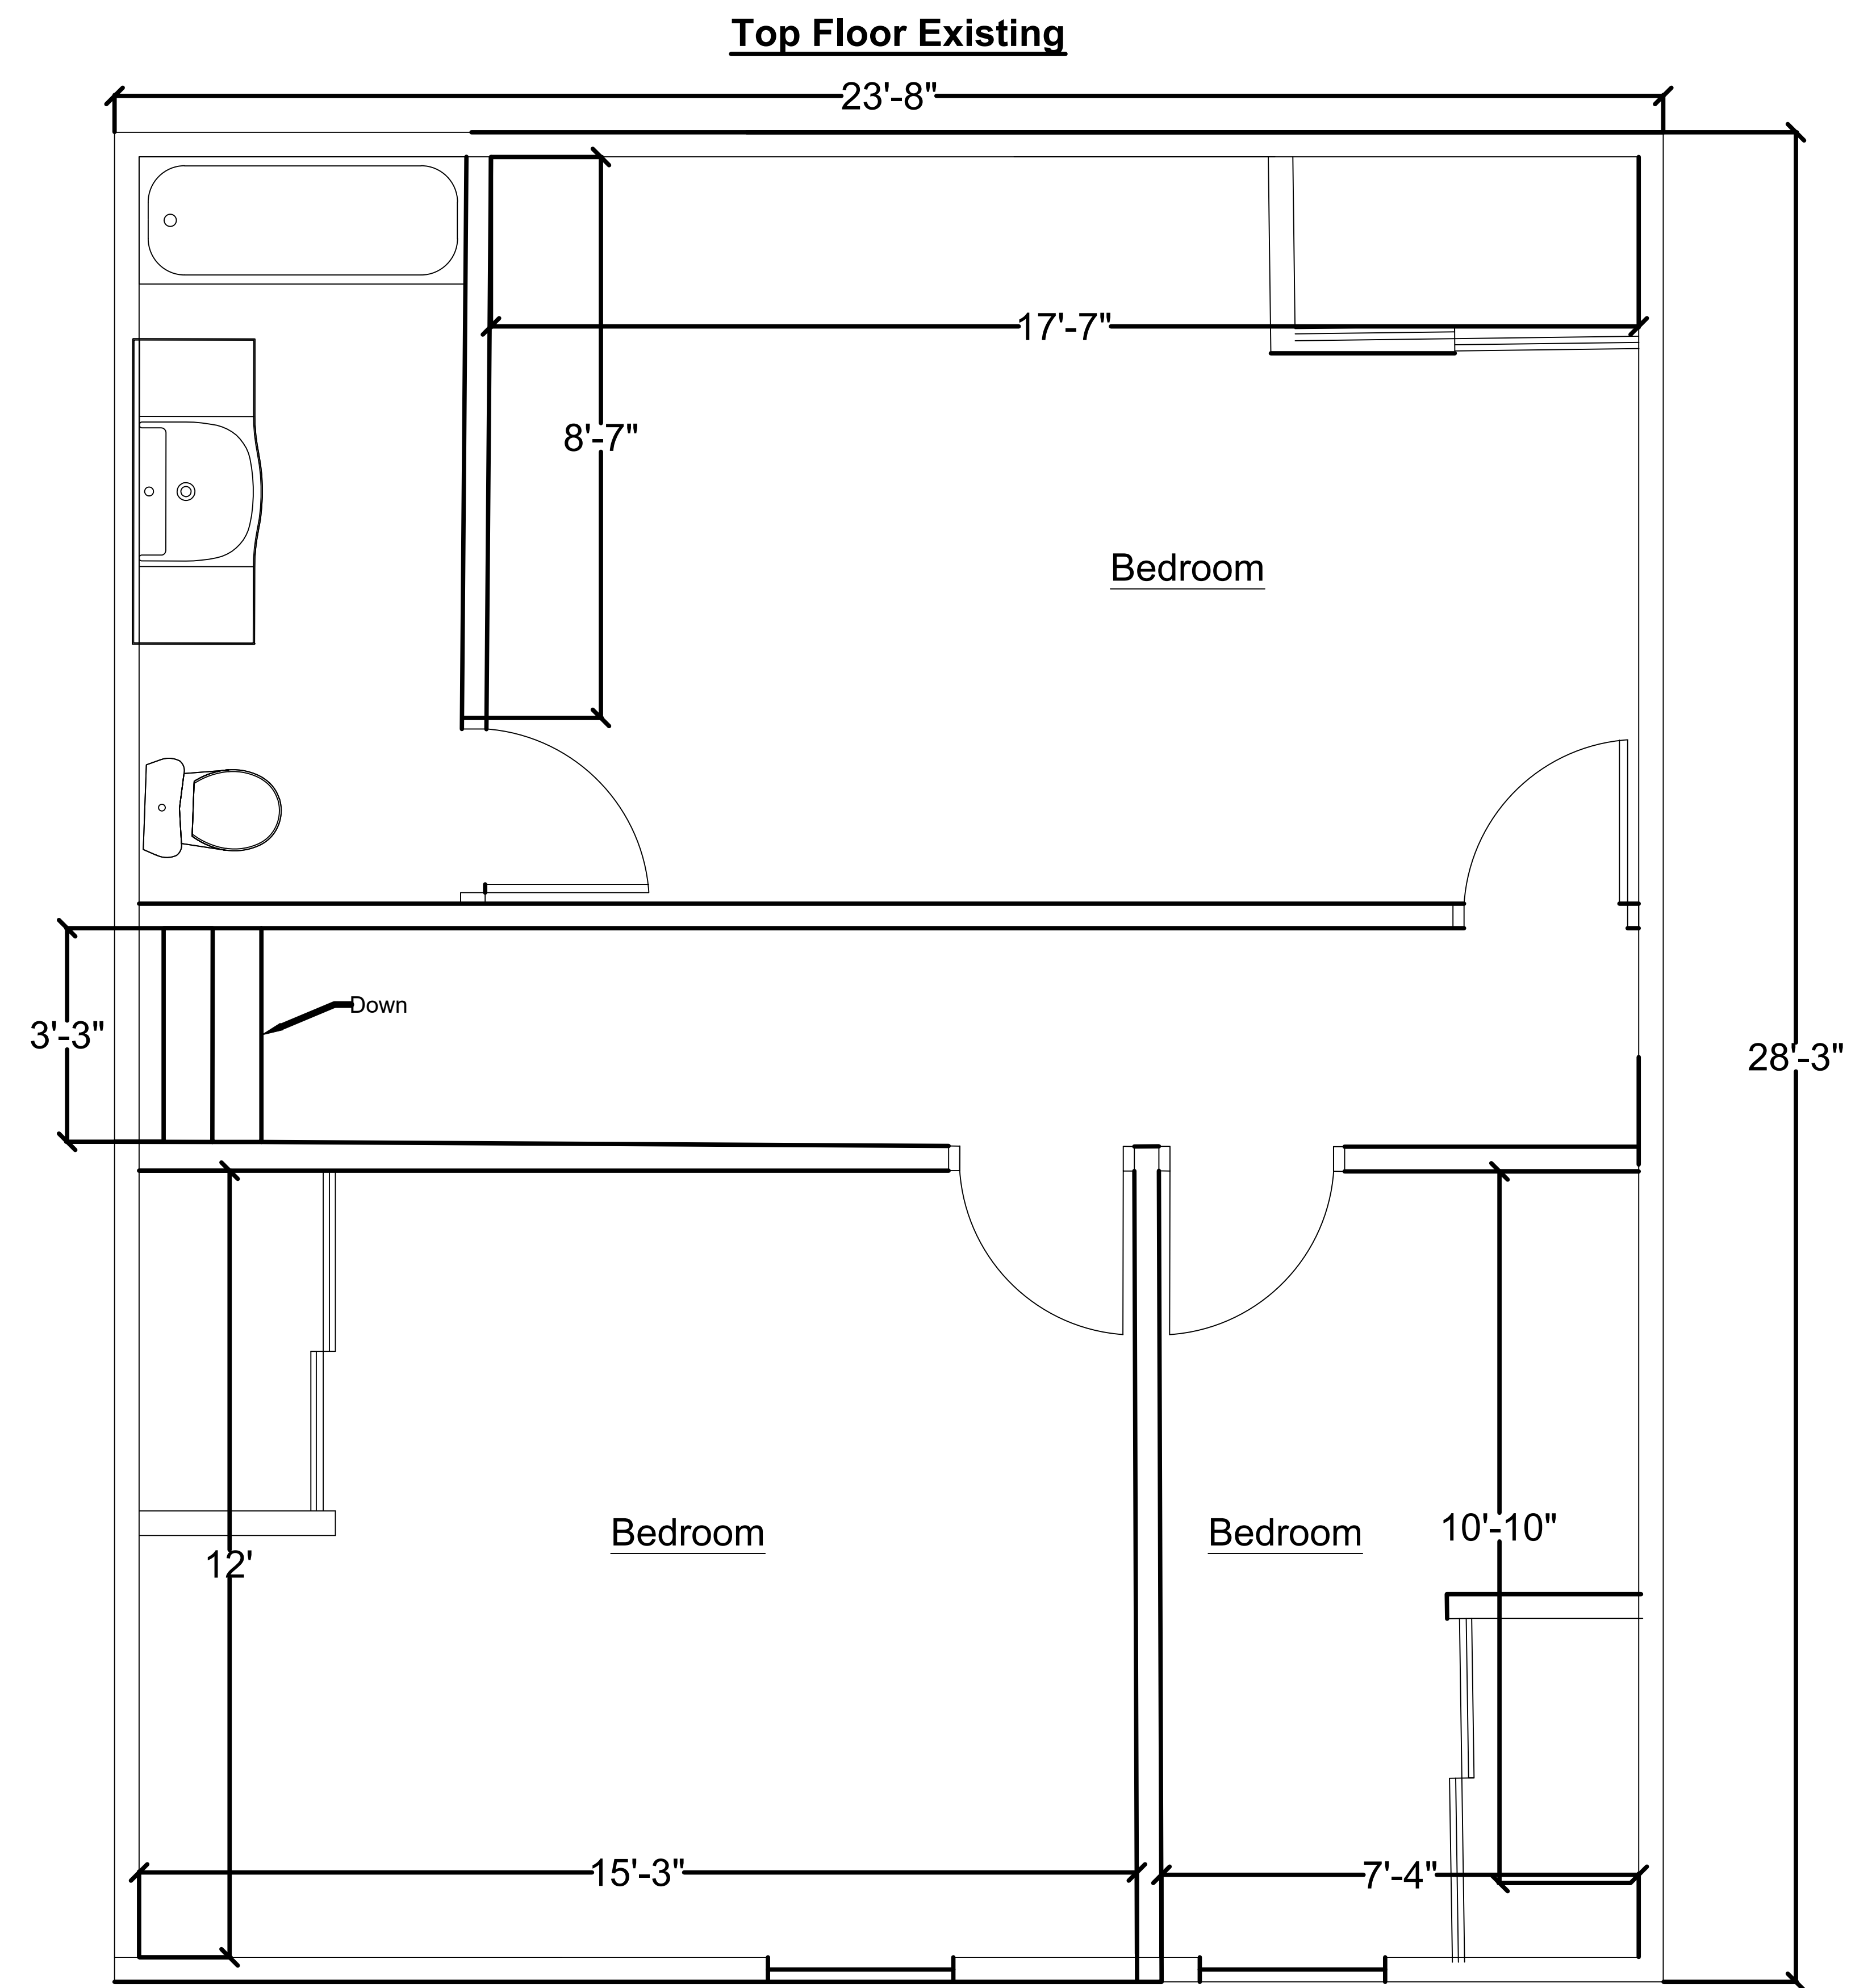 Top Floor Existing
23'-8"
17'-7"
8'-7"
Bedroom
Down
3'-3"
28'-3"
Bedroom
Bedroom
10'-10"
12'
15'-3"
7'-4"